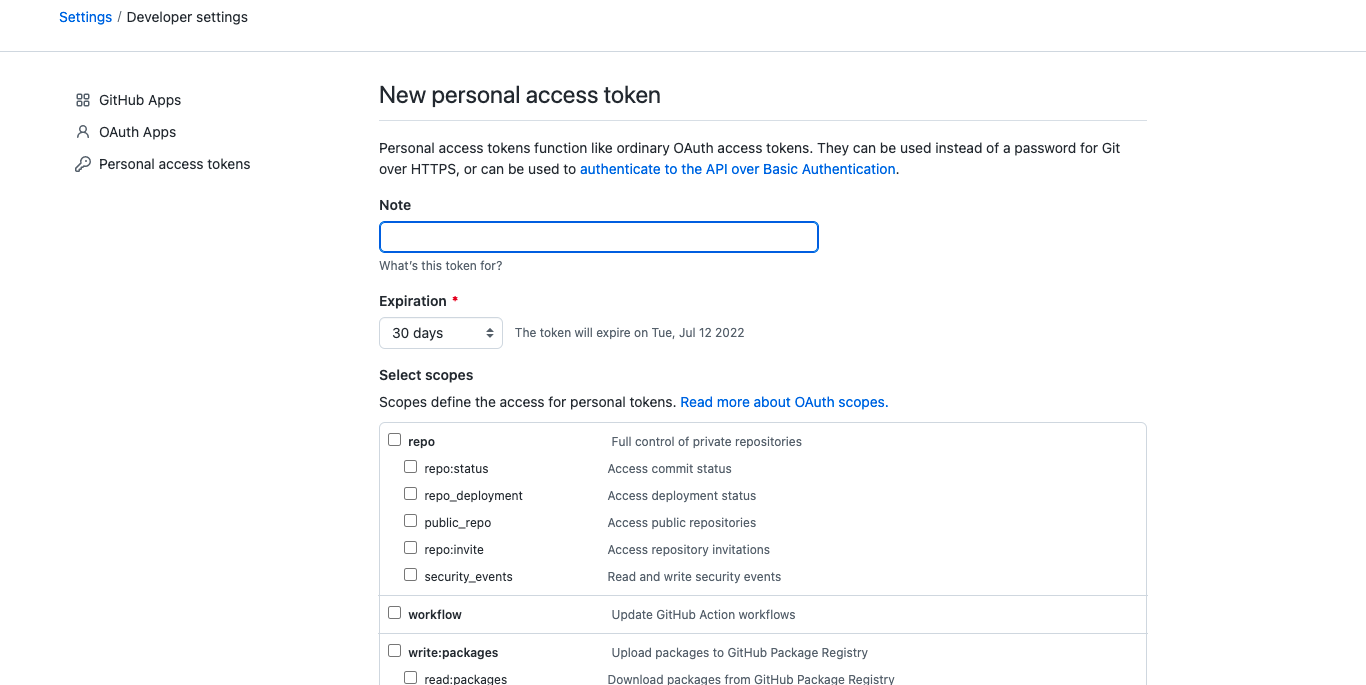 Settings / Developer settings
GitHub Apps
OAuth Apps
Personal access tokens
New personal access token
Personal access tokens function like ordinary OAuth access tokens. They can be used instead of a password for Git
over HTTPS, or can be used to authenticate to the API over Basic Authentication.
Note
What's this token for?
Expiration *
30 days The token will expire on Tue, Jul 12 2022
Select scopes
Scopes define the access for personal tokens. Read more about OAuth scopes.
repo Full control of private repositories
repo:status Access commit status
repo_deployment Access deployment status
public_repo Access public repositories
repo:invite Access repository invitations
security_events Read and write security events
workflow Update GitHub Action workflows
write:packages Upload packages to GitHub Package Registry
read:packages Download packages from GitHub Package Registry